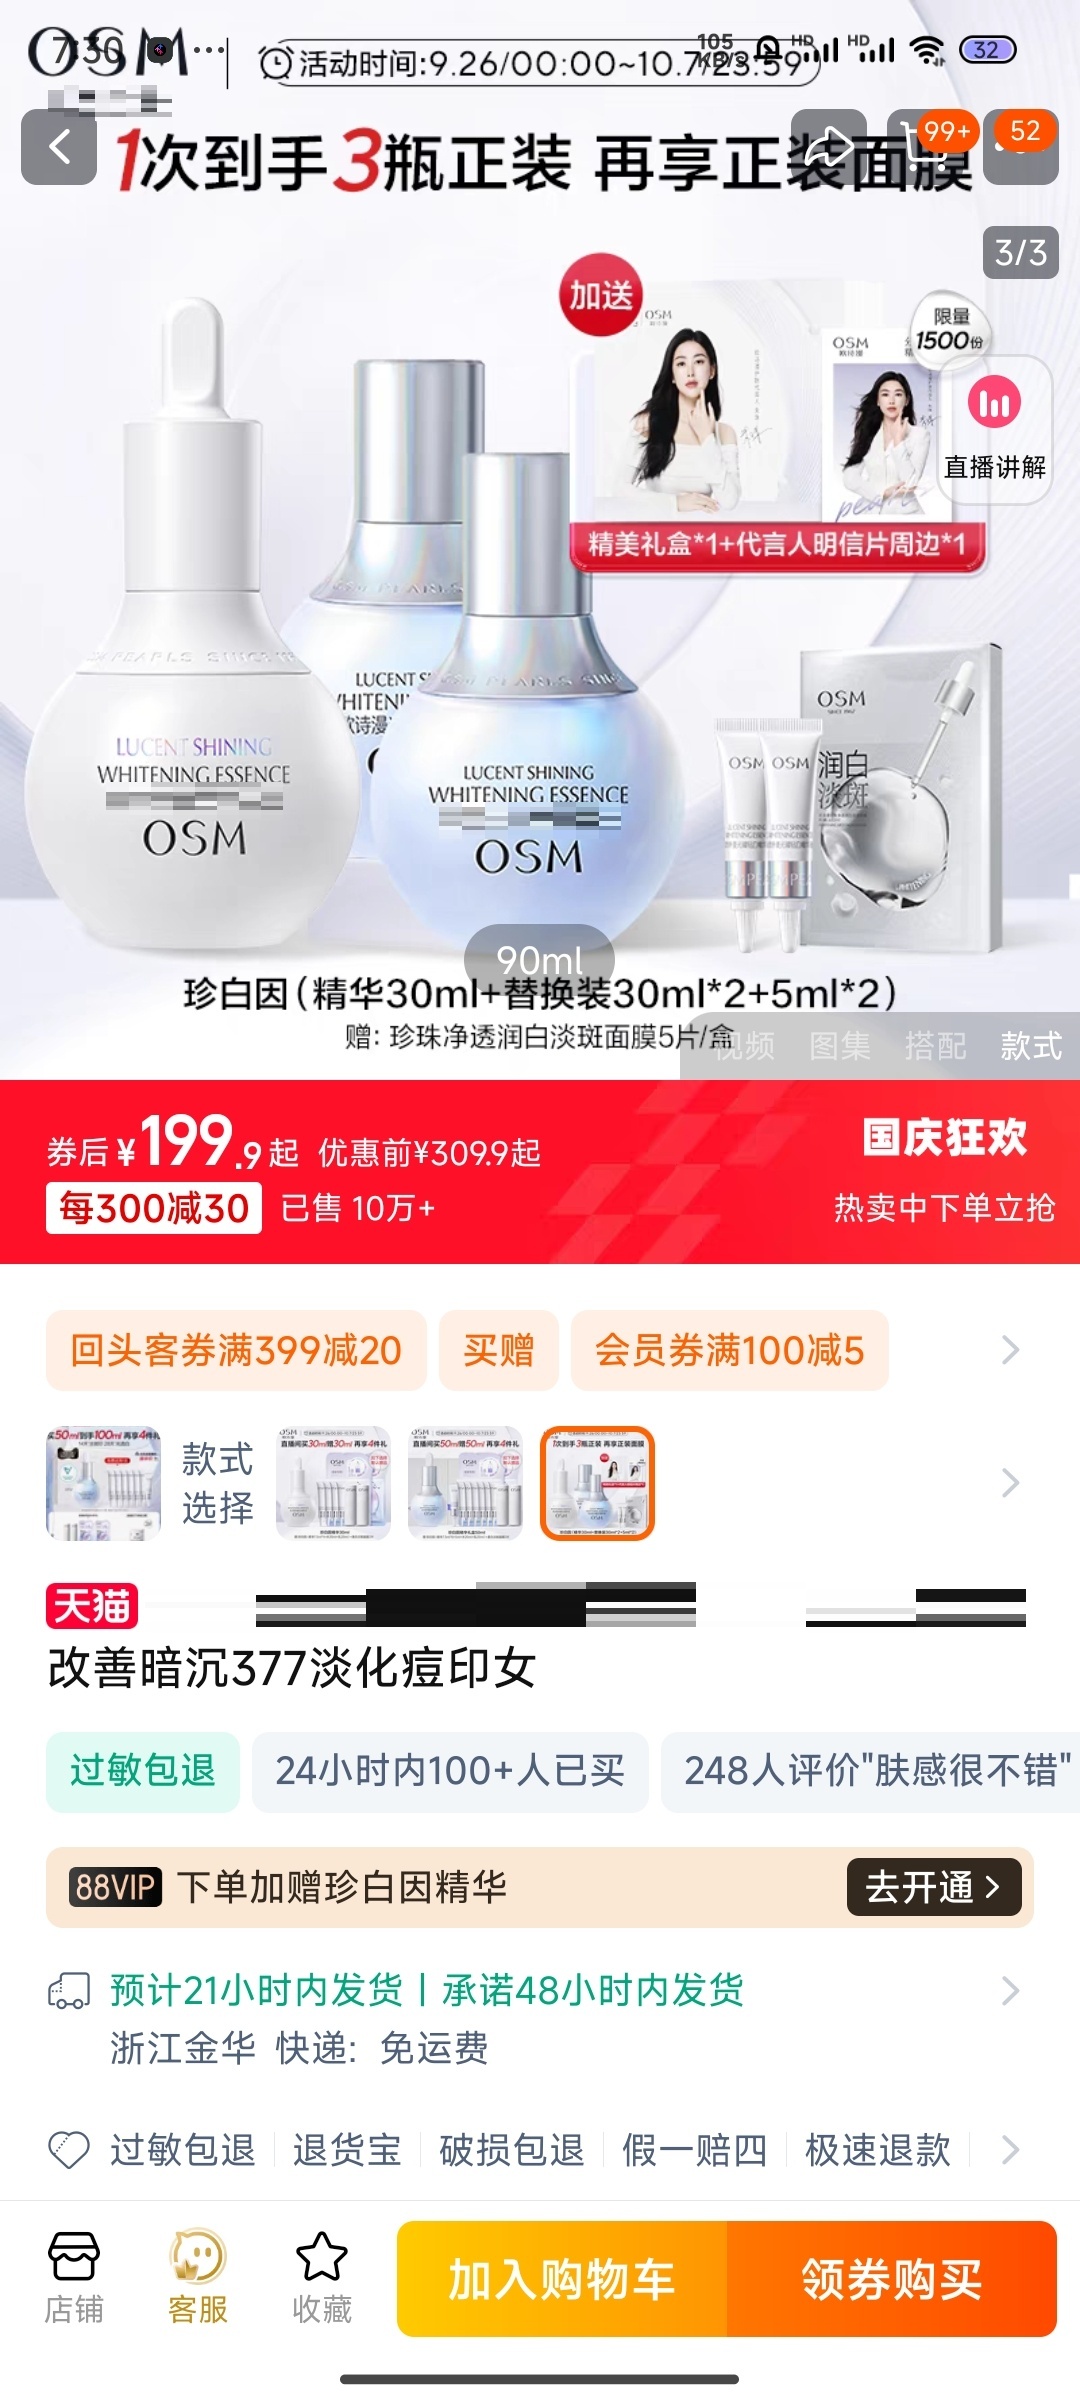 OSM
7:30
活动时间:9.26/00:00~10.7/23:59
105
KB/s
HD
HD
32
1次到手3瓶正装 再享正装面膜
99+
52
3/3
加送
OSM
限量
1500份
OSM
直播讲解
pearl
精美礼盒*1+代言人明信片周边*1
LUCENT SHINING
WHITENING ESSENCE
OSM
LUCENT SHINING
WHITENING ESSENCE
OSM
OSM
OSM
OSM
润白
淡斑
90ml
珍白因(精华30ml+替换装30ml*2+5ml*2)
赠: 珍珠净透润白淡斑面膜5片/盒
视频 图集 搭配 款式
券后¥199.9起 优惠前¥309.9起
国庆狂欢
每300减30 已售 10万+
热卖中下单立抢
回头客券满399减20 买赠 会员券满100减5
款式
选择
天猫
改善暗沉377淡化痘印女
过敏包退 24小时内100+人已买 248人评价"肤感很不错"
88VIP 下单加赠珍白因精华 去开通
预计21小时内发货 | 承诺48小时内发货
浙江金华 快递: 免运费
过敏包退 退货宝 破损包退 假一赔四 极速退款
店铺 客服 收藏 加入购物车 领券购买